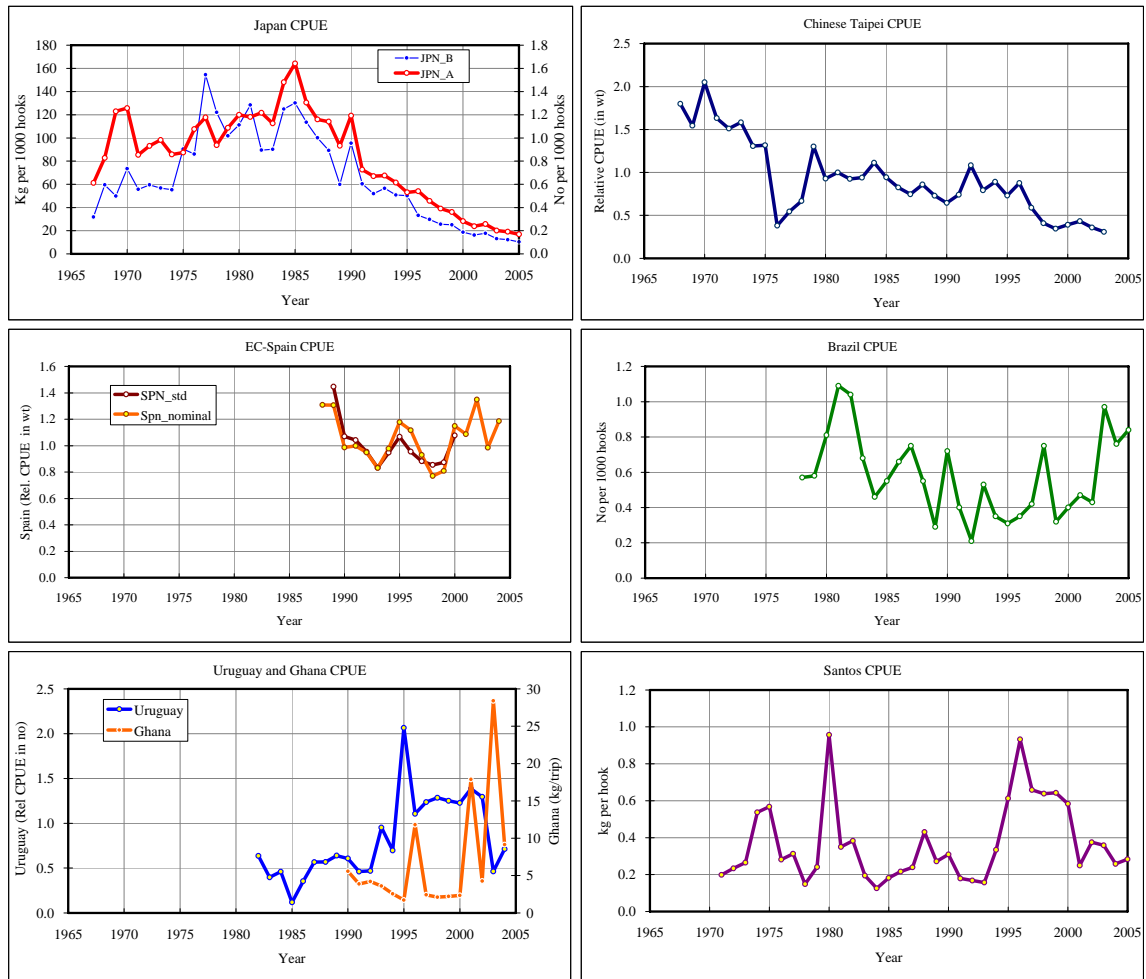 Japan CPUE
180
160
140
120
100
80
60
40
20
0
Kg per 1000 hooks
JPN_B
JPN_A
1.8
1.6
1.4
1.2
1.0
0.8
0.6
0.4
0.2
0.0
No per 1000 hooks
1965 1970 1975 1980 1985 1990 1995 2000 2005
Year
Chinese Taipei CPUE
2.5
2.0
1.5
1.0
0.5
0.0
Relative CPUE (in wt)
1965 1970 1975 1980 1985 1990 1995 2000 2005
Year
EC-Spain CPUE
1.6
1.4
1.2
1.0
0.8
0.6
0.4
0.2
0.0
Spain (Rel. CPUE in wt)
SPN_std
Spn_nominal
1965 1970 1975 1980 1985 1990 1995 2000 2005
Year
Brazil CPUE
1.2
1.0
0.8
0.6
0.4
0.2
0.0
No per 1000 hooks
1965 1970 1975 1980 1985 1990 1995 2000 2005
Year
Uruguay and Ghana CPUE
2.5
2.0
1.5
1.0
0.5
0.0
Uruguay (Rel CPUE in no)
Uruguay
Ghana
30
25
20
15
10
5
0
Ghana (kg/trip)
1965 1970 1975 1980 1985 1990 1995 2000 2005
Year
Santos CPUE
1.2
1.0
0.8
0.6
0.4
0.2
0.0
kg per hook
1965 1970 1975 1980 1985 1990 1995 2000 2005
Year